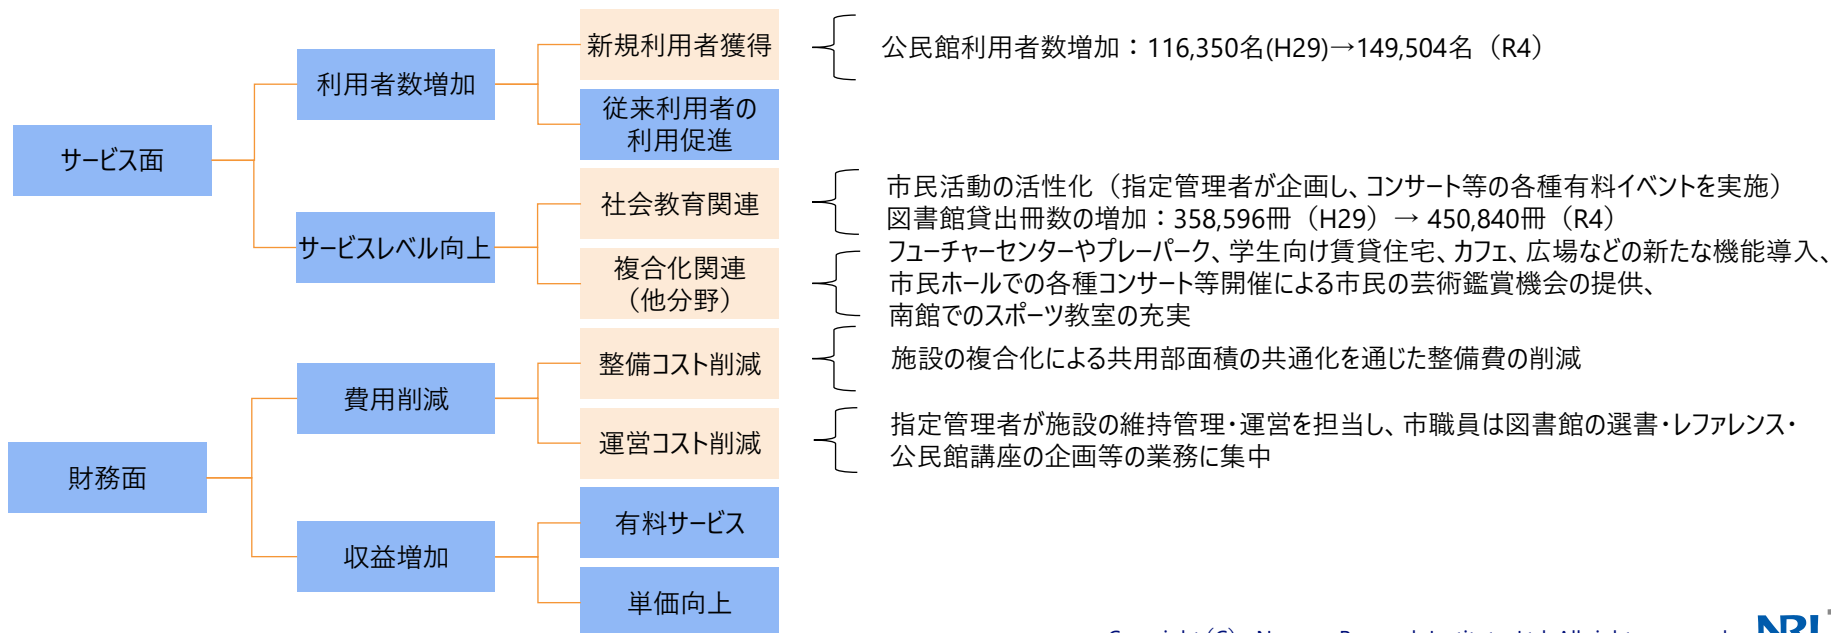 サービス面
利用者数増加
新規利用者獲得
公民館利用者数増加：116,350名(H29)→149,504名（R4）
従来利用者の
利用促進
サービスレベル向上
社会教育関連
市民活動の活性化（指定管理者が企画し、コンサート等の各種有料イベントを実施）
図書館貸出冊数の増加：358,596冊（H29）→ 450,840冊（R4）
複合化関連
（他分野）
フューチャーセンターやプレーパーク、学生向け賃貸住宅、カフェ、広場などの新たな機能導入、
市民ホールでの各種コンサート等開催による市民の芸術鑑賞機会の提供、
南館でのスポーツ教室の充実
財務面
費用削減
整備コスト削減
施設の複合化による共用部面積の共通化を通じた整備費の削減
運営コスト削減
指定管理者が施設の維持管理・運営を担当し、市職員は図書館の選書・レファレンス・
公民館講座の企画等の業務に集中
収益増加
有料サービス
単価向上
NRI